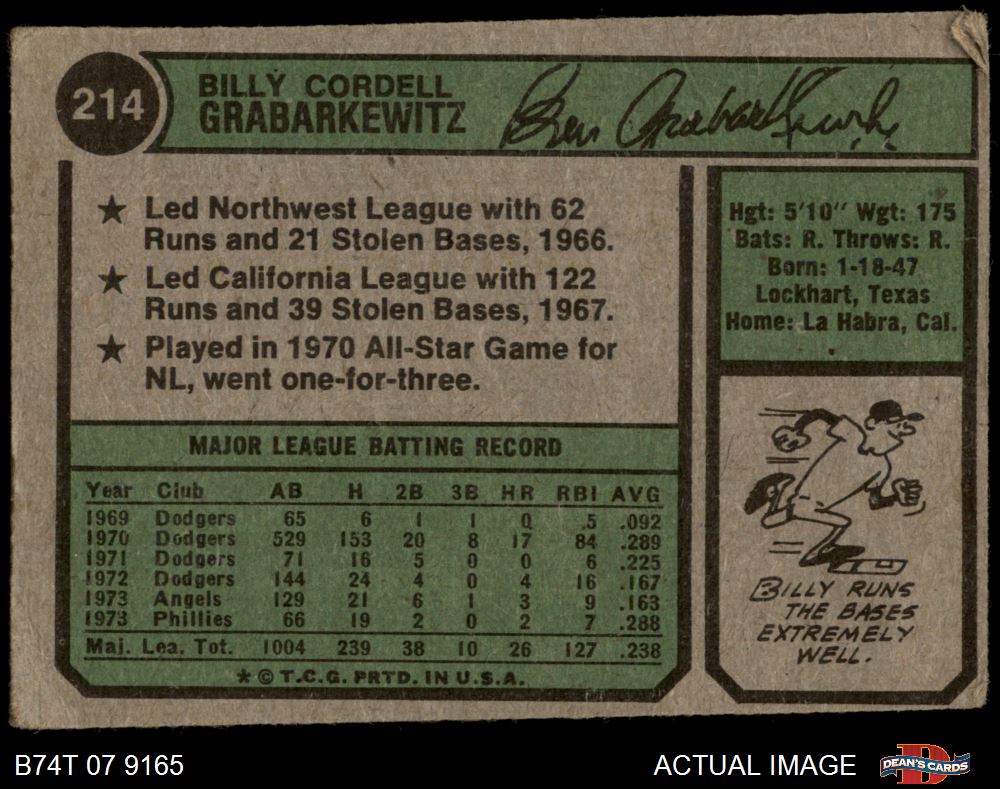 214
BILLY CORDELL
GRABARKEWITZ
Billy Grabarkewitz
★ Led Northwest League with 62
Runs and 21 Stolen Bases, 1966.
★ Led California League with 122
Runs and 39 Stolen Bases, 1967.
★ Played in 1970 All-Star Game for
NL, went one-for-three.
Hgt: 5'10" Wgt: 175
Bats: R. Throws: R.
Born: 1-18-47
Lockhart, Texas
Home: La Habra, Cal.
MAJOR LEAGUE BATTING RECORD
Year Club AB H 2B 3B HR RBI AVG
1969 Dodgers 65 6 1 1 0 5 .092
1970 Dodgers 529 153 20 8 17 84 .289
1971 Dodgers 71 16 5 0 0 6 .225
1972 Dodgers 144 24 4 0 4 16 .167
1973 Angels 129 21 6 1 3 9 .163
1973 Phillies 66 19 2 0 2 7 .288
Maj. Lea. Tot. 1004 239 38 10 26 127 .238
★ © T.C.G. PRTD. IN U.S.A.
BILLY RUNS
THE BASES
EXTREMELY
WELL.
B74T 07 9165
ACTUAL IMAGE
D
DEAN'S CARDS